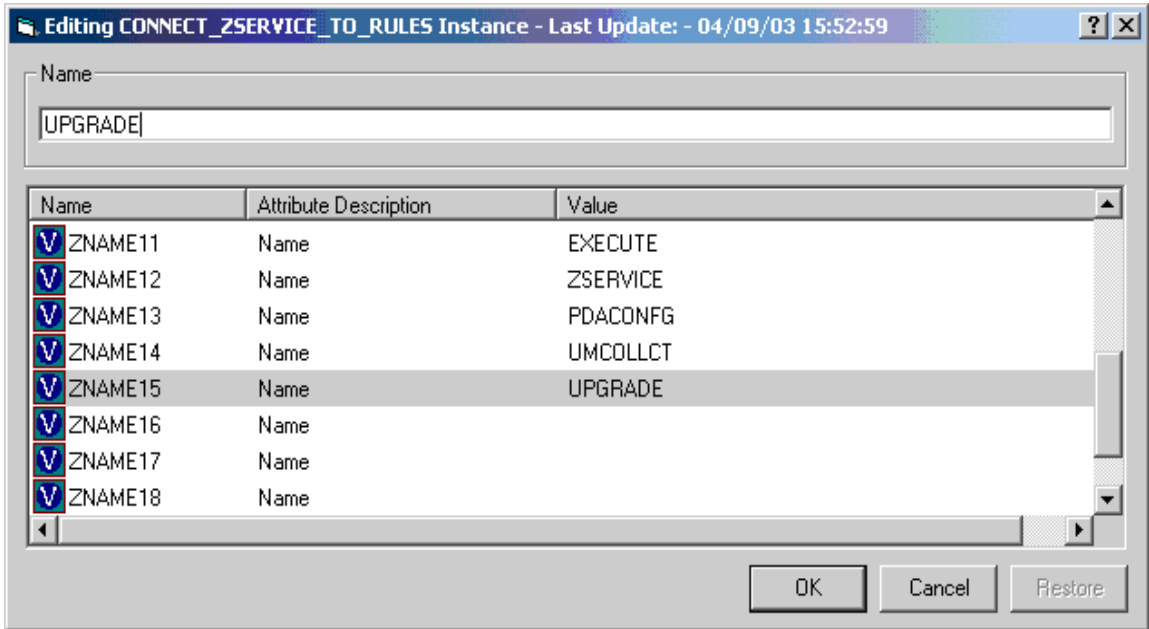 Editing CONNECT_ZSERVICE_TO_RULES Instance - Last Update: - 04/09/03 15:52:59
Name
UPGRADE
Name Attribute Description Value
V ZNAME11 Name EXECUTE
V ZNAME12 Name ZSERVICE
V ZNAME13 Name PDACONFG
V ZNAME14 Name UMCOLLCT
V ZNAME15 Name UPGRADE
V ZNAME16 Name
V ZNAME17 Name
V ZNAME18 Name
OK Cancel Restore